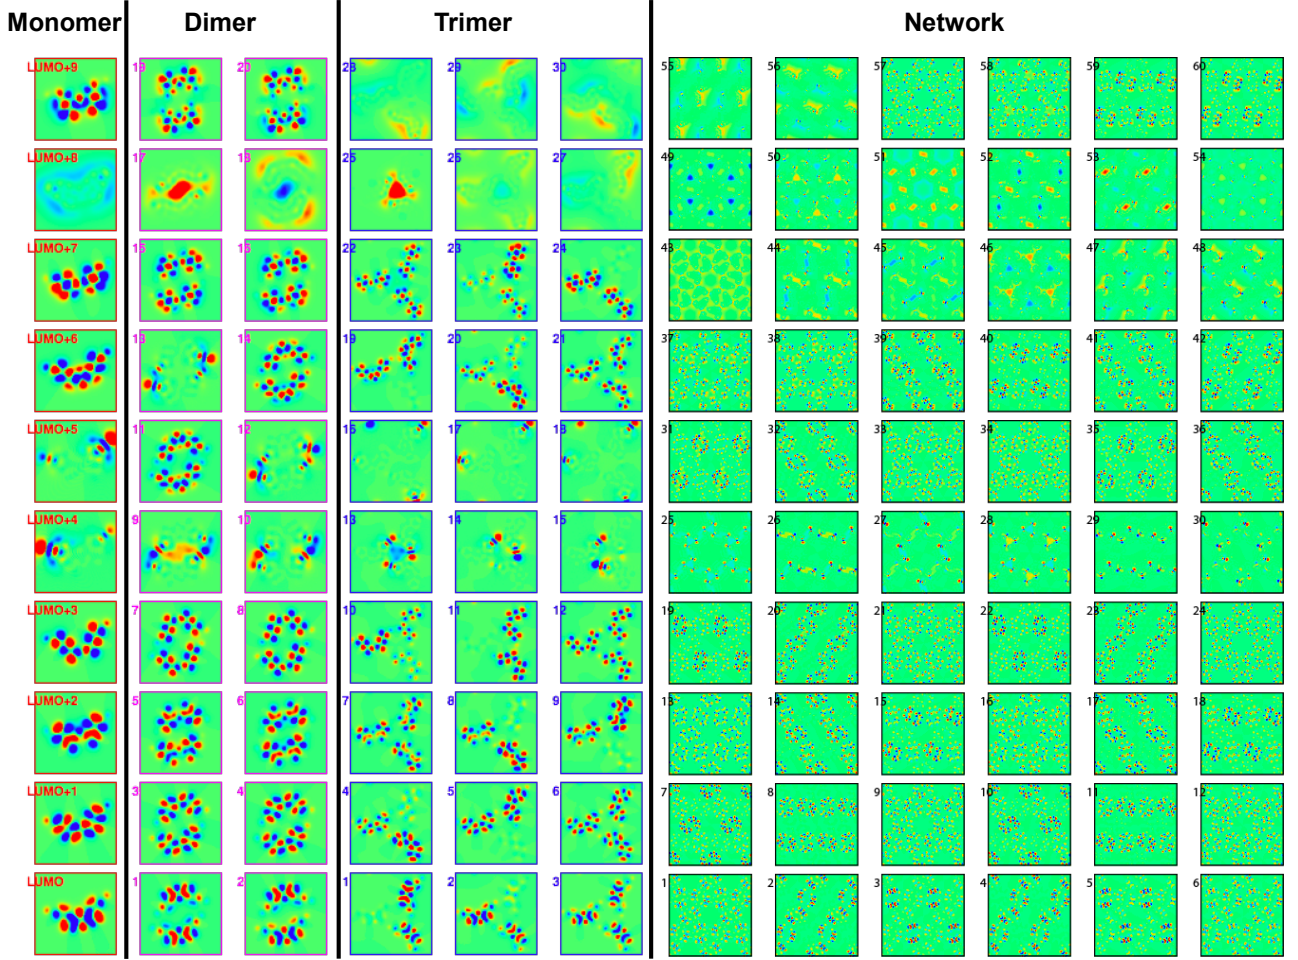 Monomer Dimer Trimer Network
LUMO+9 19 20 28 29 30 55 56 57 58 59 60
LUMO+8 17 18 25 26 27 49 50 51 52 53 54
LUMO+7 15 16 22 23 24 43 44 45 46 47 48
LUMO+6 13 14 19 20 21 37 38 39 40 41 42
LUMO+5 11 12 16 17 18 31 32 33 34 35 36
LUMO+4 9 10 13 14 15 25 26 27 28 29 30
LUMO+3 7 8 10 11 12 19 20 21 22 23 24
LUMO+2 5 6 7 8 9 13 14 15 16 17 18
LUMO+1 3 4 4 5 6 7 8 9 10 11 12
LUMO 1 2 1 2 3 1 2 3 4 5 6